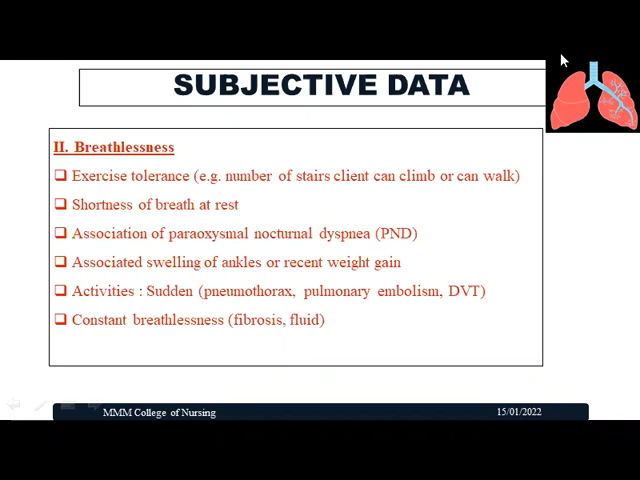 SUBJECTIVE DATA
II. Breathlessness
Exercise tolerance (e.g. number of stairs client can climb or can walk)
Shortness of breath at rest
Association of paraoxysmal nocturnal dyspnea (PND)
Associated swelling of ankles or recent weight gain
Activities : Sudden (pneumothorax, pulmonary embolism, DVT)
Constant breathlessness (fibrosis, fluid)
MMM College of Nursing
15/01/2022